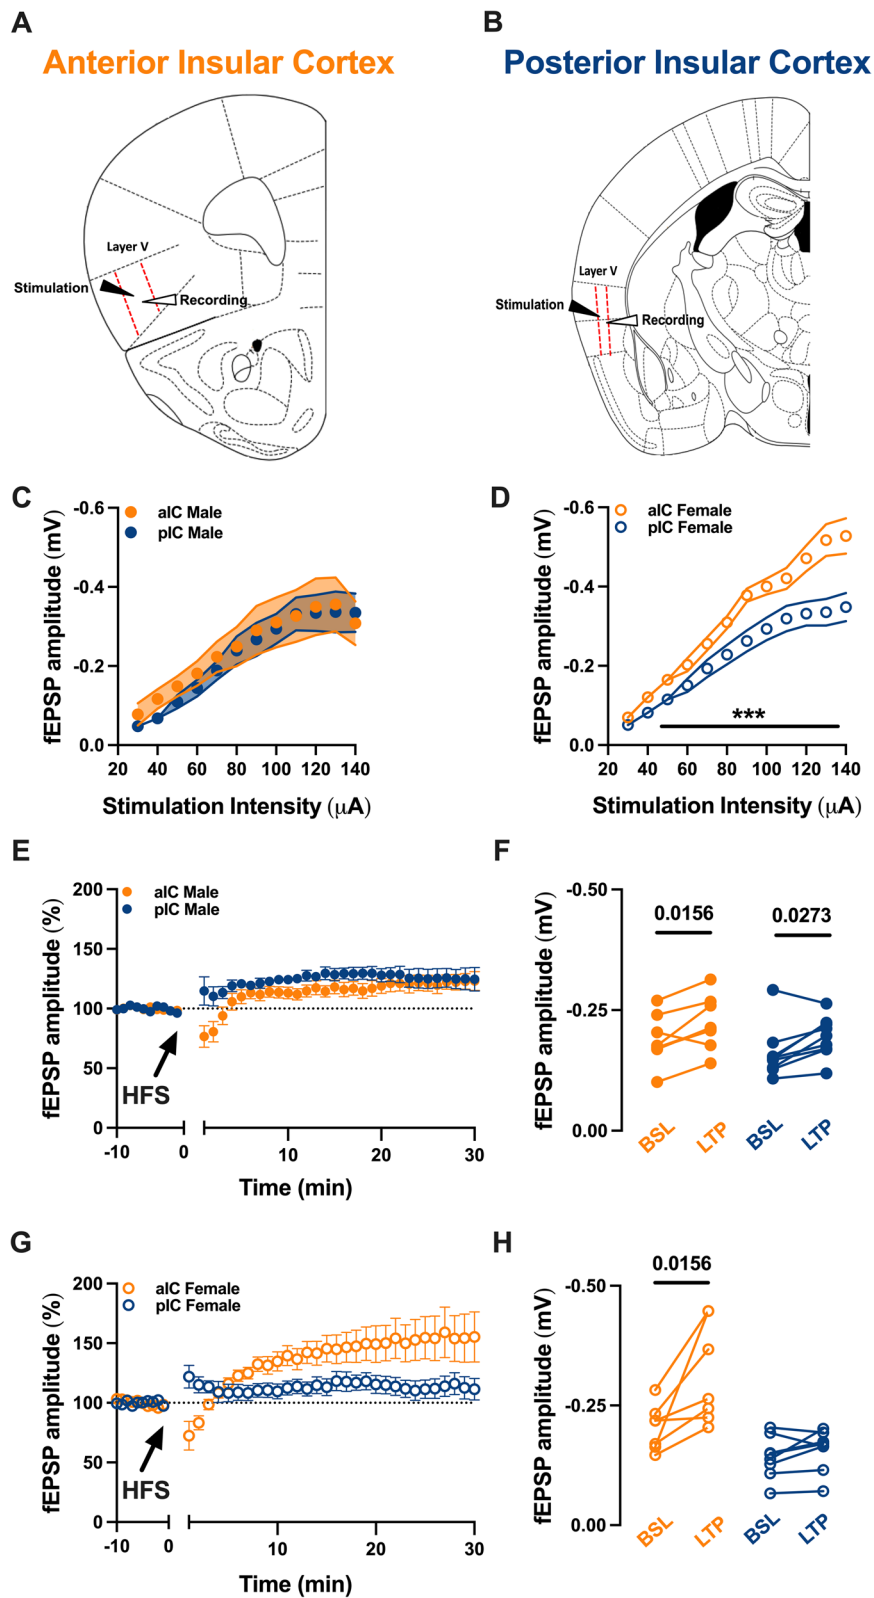 A
B
Anterior Insular Cortex
Posterior Insular Cortex
Layer V
Stimulation
Recording
Layer V
Stimulation
Recording
C
aIC Male
pIC Male
fEPSP amplitude (mV)
-0.6
-0.4
-0.2
0.0
20 40 60 80 100 120 140
Stimulation Intensity (μA)
D
aIC Female
pIC Female
fEPSP amplitude (mV)
-0.6
-0.4
-0.2
0.0
***
20 40 60 80 100 120 140
Stimulation Intensity (μA)
E
aIC Male
pIC Male
fEPSP amplitude (%)
200
150
100
50
0
HFS
-10 0 10 20 30
Time (min)
F
fEPSP amplitude (mV)
-0.50
-0.25
0.00
0.0156
0.0273
BSL LTP BSL LTP
G
aIC Female
pIC Female
fEPSP amplitude (%)
200
150
100
50
0
HFS
-10 0 10 20 30
Time (min)
H
fEPSP amplitude (mV)
-0.50
-0.25
0.00
0.0156
BSL LTP BSL LTP